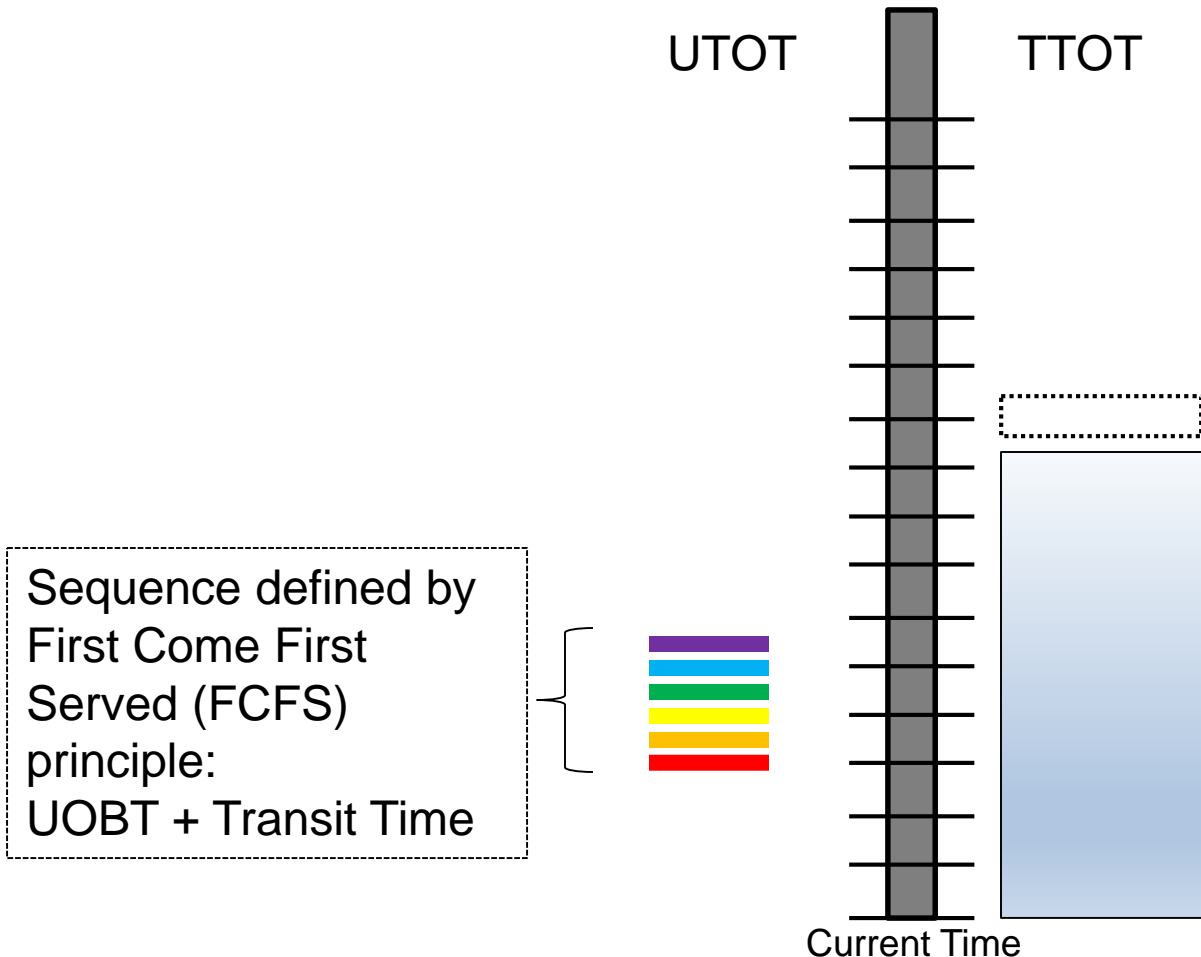 UTOT
TTOT
Sequence defined by
First Come First
Served (FCFS)
principle:
UOBT + Transit Time
Current Time